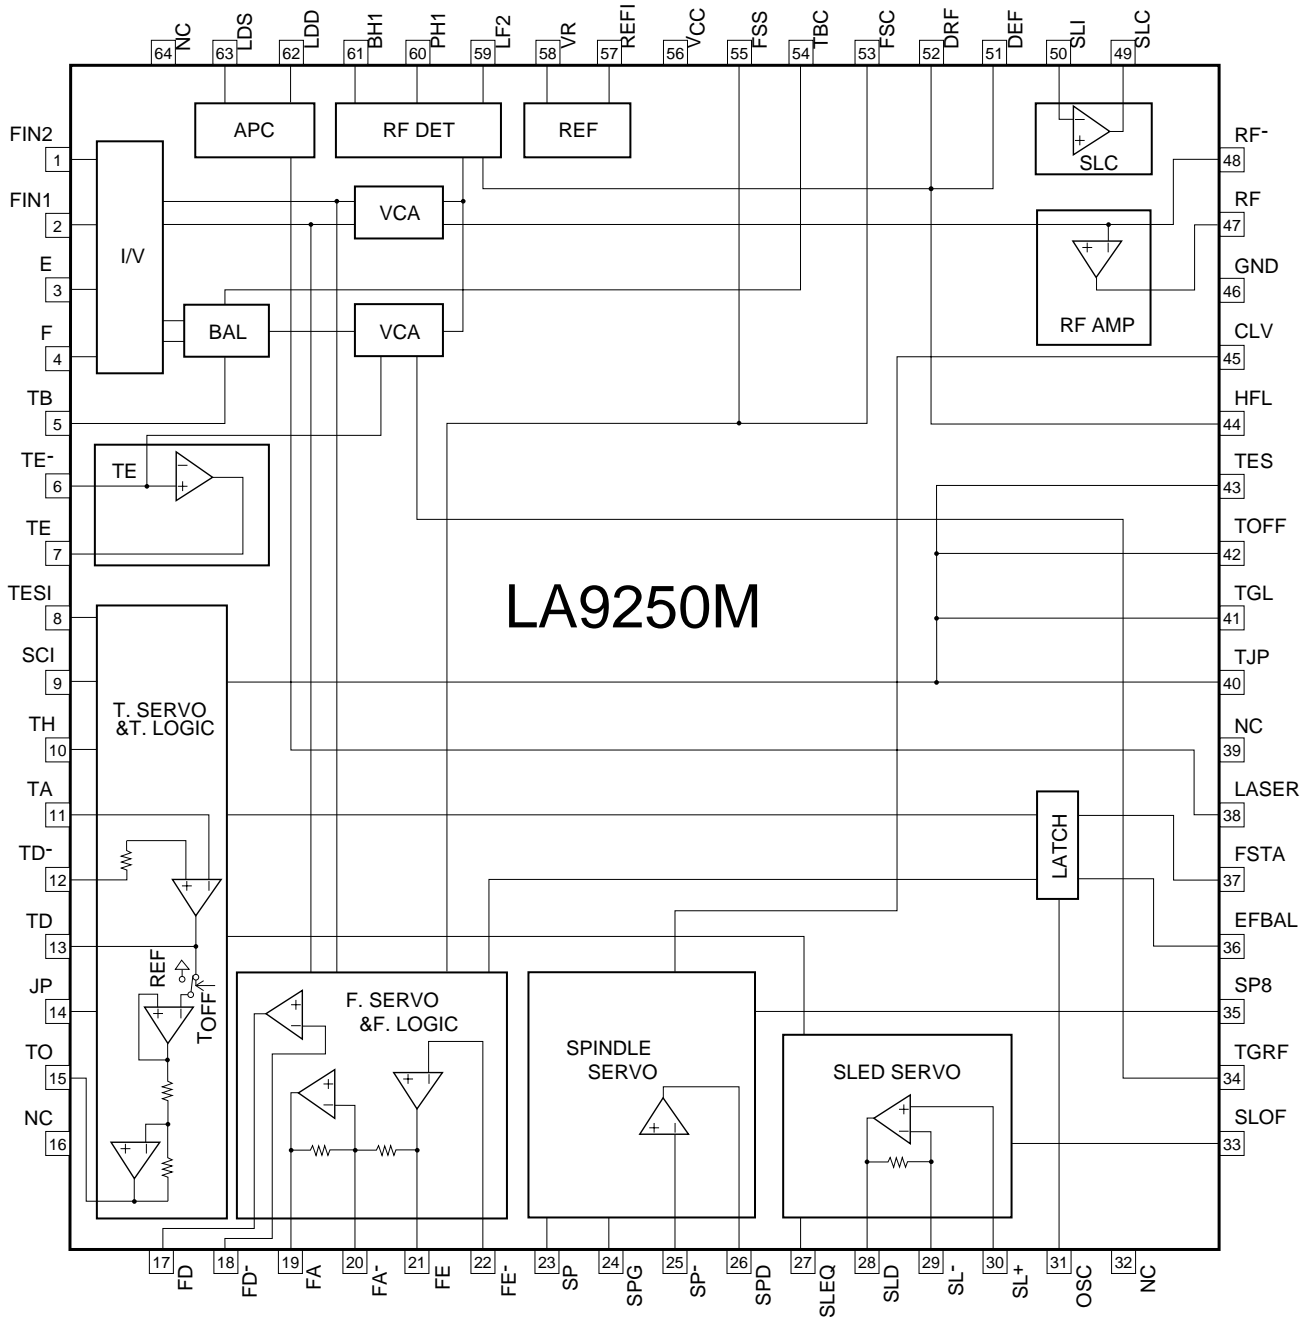 64 NC
63 LDS
62 LDD
61 BH1
60 PH1
59 LF2
58 VR
57 REFI
56 VCC
55 FSS
54 TBC
53 FSC
52 DRF
51 DEF
50 SLI
49 SLC
APC
RF DET
REF
- +
SLC
FIN2
1
FIN1
2
E
3
F
4
TB
5
TE-
6
TE
7
TESI
8
SCI
9
TH
10
TA
11
TD-
12
TD
13
JP
14
TO
15
NC
16
I/V
VCA
BAL
VCA
+ -
RF AMP
TE
- +
LA9250M
T. SERVO
&T. LOGIC
+ -
REF
TOFF
+ -
+ -
LATCH
F. SERVO
&F. LOGIC
+ -
+ -
+ -
SPINDLE
SERVO
+ -
SLED SERVO
+ -
RF-
48
RF
47
GND
46
CLV
45
HFL
44
TES
43
TOFF
42
TGL
41
TJP
40
NC
39
LASER
38
FSTA
37
EFBAL
36
SP8
35
TGRF
34
SLOF
33
17 FD
18 FD-
19 FA
20 FA-
21 FE
22 FE-
23 SP
24 SPG
25 SP-
26 SPD
27 SLEQ
28 SLD
29 SL-
30 SL+
31 OSC
32 NC